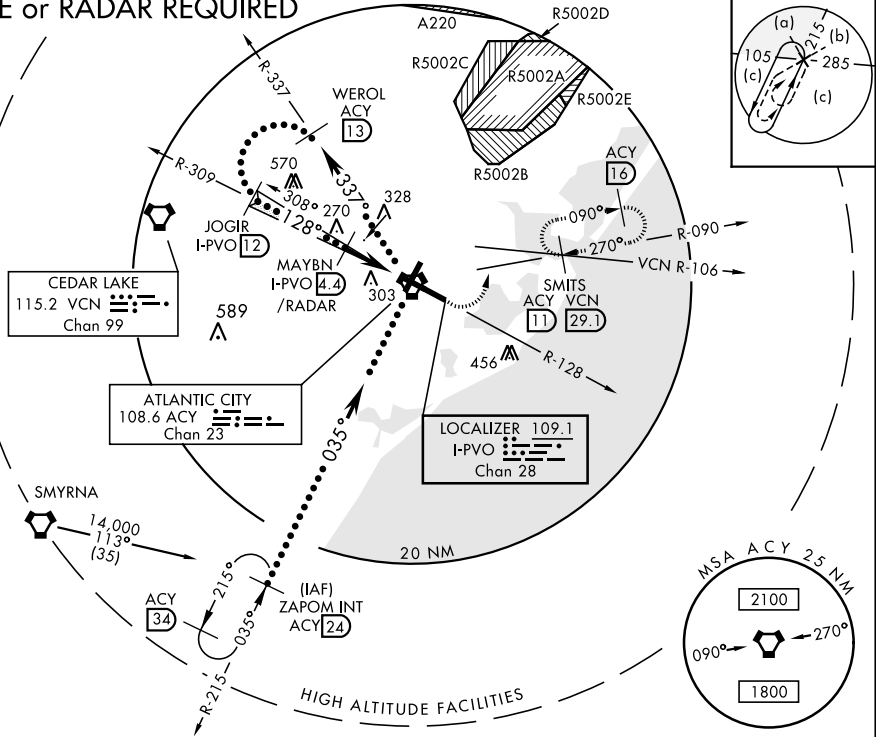 E or RADAR REQUIRED
A220
R5002D
R5002C
R5002A
R5002E
R5002B
(a)
215
(b)
105
285
(c)
(c)
R-337
WEROL
ACY
13
R-309
570
337°
328
308°
128°
270
JOGIR
I-PVO 12
MAYBN
I-PVO 4.4
/RADAR
303
ACY
16
090°
270°
R-090
VCN R-106
SMITS
ACY VCN
11 29.1
CEDAR LAKE
115.2 VCN
Chan 99
589
456
R-128
ATLANTIC CITY
108.6 ACY
Chan 23
LOCALIZER 109.1
I-PVO
Chan 28
035°
SMYRNA
14,000
113°
(35)
20 NM
215°
(IAF)
ZAPOM INT
ACY 24
ACY
34
035°
R-215
HIGH ALTITUDE FACILITIES
MSA ACY 25 NM
2100
090°
270°
1800